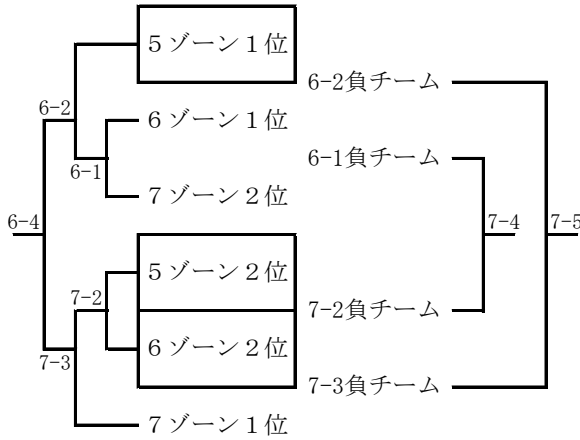 ５ゾーン１位
6-2負チーム
6-2
６ゾーン１位
6-1負チーム
6-1
７ゾーン２位
6-4
7-4
7-5
５ゾーン２位
7-2
7-2負チーム
６ゾーン２位
7-3
7-3負チーム
７ゾーン１位